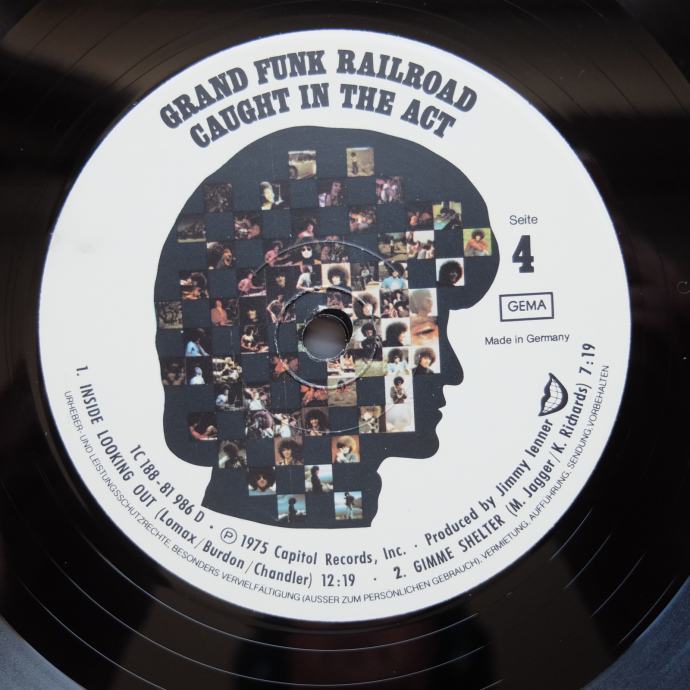 GRAND FUNK RAILROAD
CAUGHT IN THE ACT
Seite
4
GEMA
Made in Germany
1C 188-81 986 D · Ⓟ 1975 Capitol Records, Inc. · Produced by Jimmy Ienner
1. INSIDE LOOKING OUT (Lomax/Burdon/Chandler) 12:19 · 2. GIMME SHELTER (M. Jagger/K. Richards) 7:19
URHEBER- UND LEISTUNGSSCHUTZRECHTE, BESONDERS VERVIELFÄLTIGUNG (AUSSER ZUM PERSÖNLICHEN GEBRAUCH), VERMIETUNG, AUFFÜHRUNG, SENDUNG, VORBEHALTEN